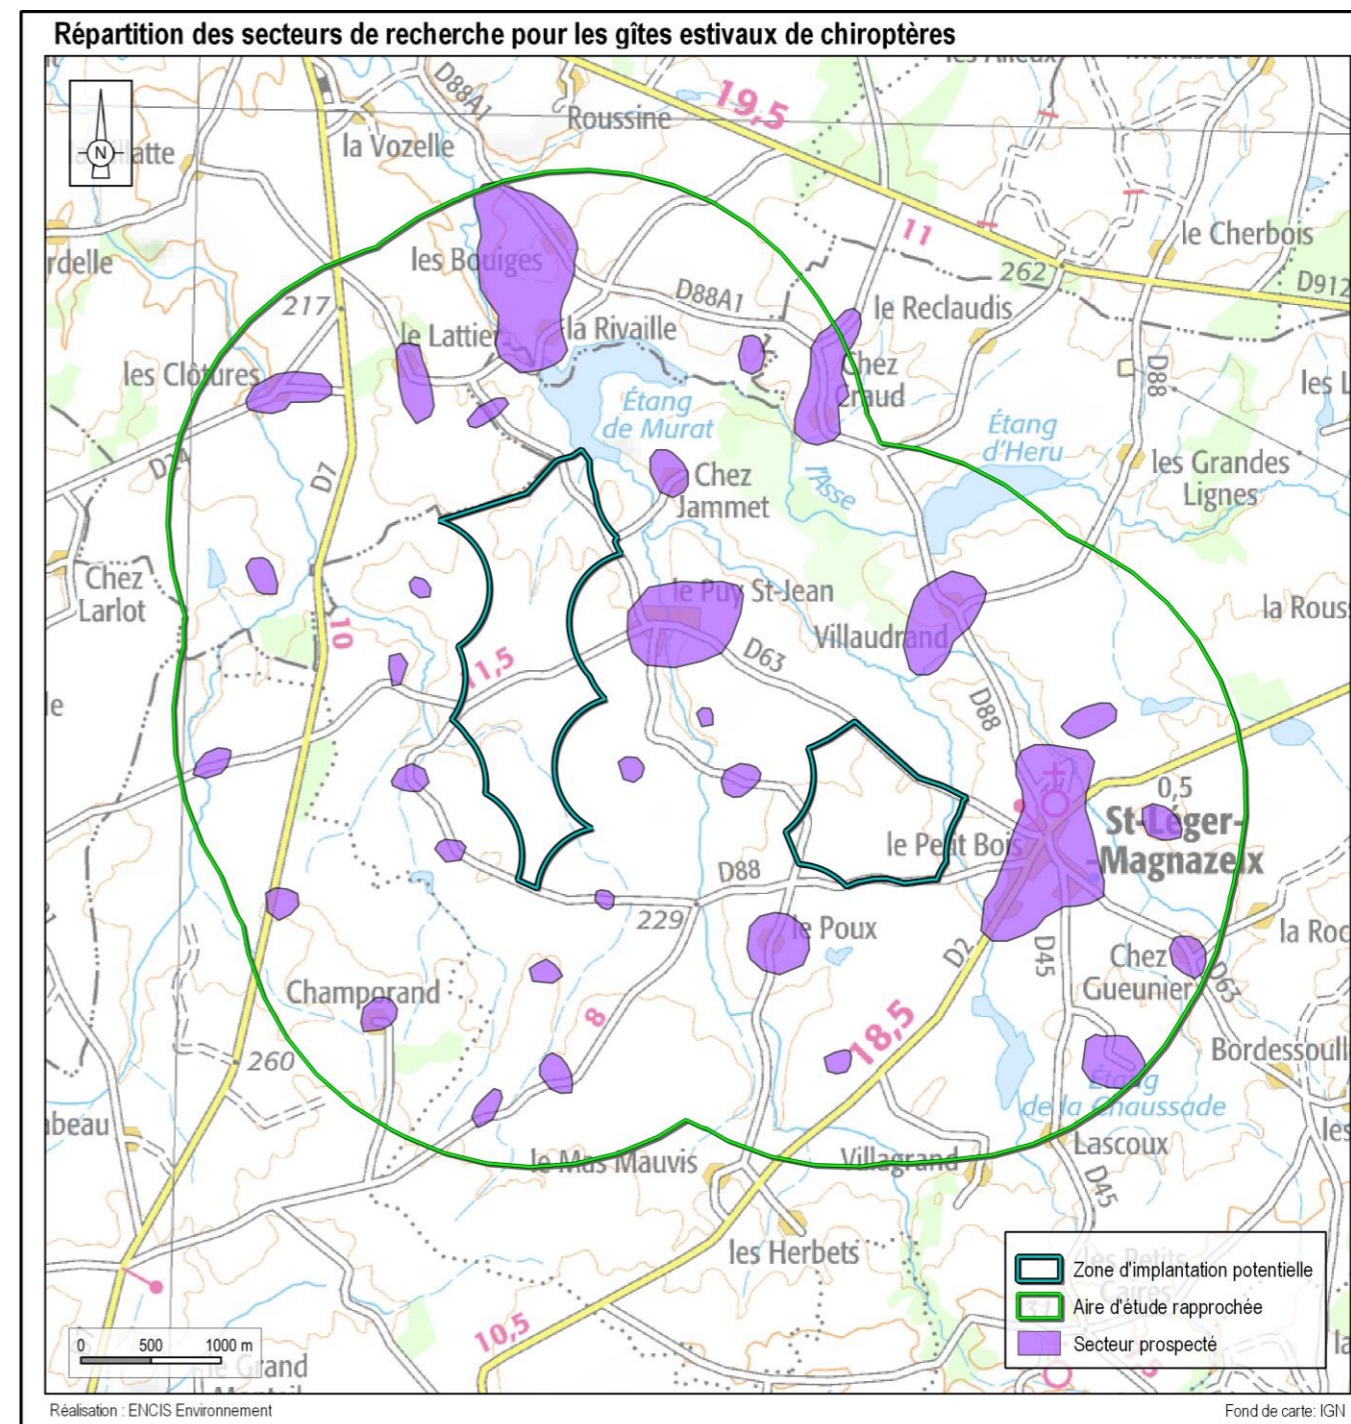 Répartition des secteurs de recherche pour les gîtes estivaux de chiroptères
N
D88A1
Roussine
19,5
la Vozelle
le Cherbois
11
262
D912
rdelle
les Bouiges
D88A1
217
le Reclaudis
le Lattier
la Rivaille
Chez
Craud
les Clôtures
D88
Étang
de Murat
Étang
d'Heru
D7
les Grandes
Lignes
Chez
Jammet
l'Asse
Chez
Larlot
le Puy St-Jean
10
Villaudrand
11,5
D63
D88
0,5
St-Léger-
-Magnazeix
le Petit Bois
D88
229
le Poux
D2
D45
Chez
Gueunier
D63
la Roc
Champorand
8
18,5
260
Bordessoul
Étang
de la Chaussade
abeau
le Mas Mauvis
Villagrand
Lascoux
D45
les Herbets
10,5
Zone d'implantation potentielle
Aire d'étude rapprochée
Secteur prospecté
0 500 1000 m
Grand
Réalisation : ENCIS Environnement
Fond de carte: IGN